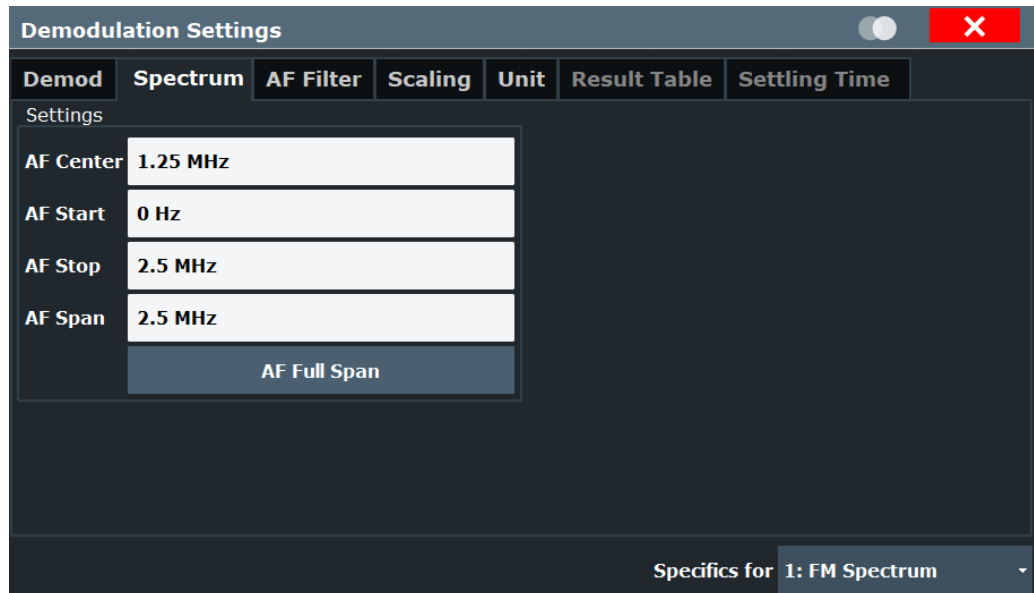 Demodulation Settings
Demod Spectrum AF Filter Scaling Unit Result Table Settling Time
Settings
AF Center 1.25 MHz
AF Start 0 Hz
AF Stop 2.5 MHz
AF Span 2.5 MHz
AF Full Span
Specifics for 1: FM Spectrum